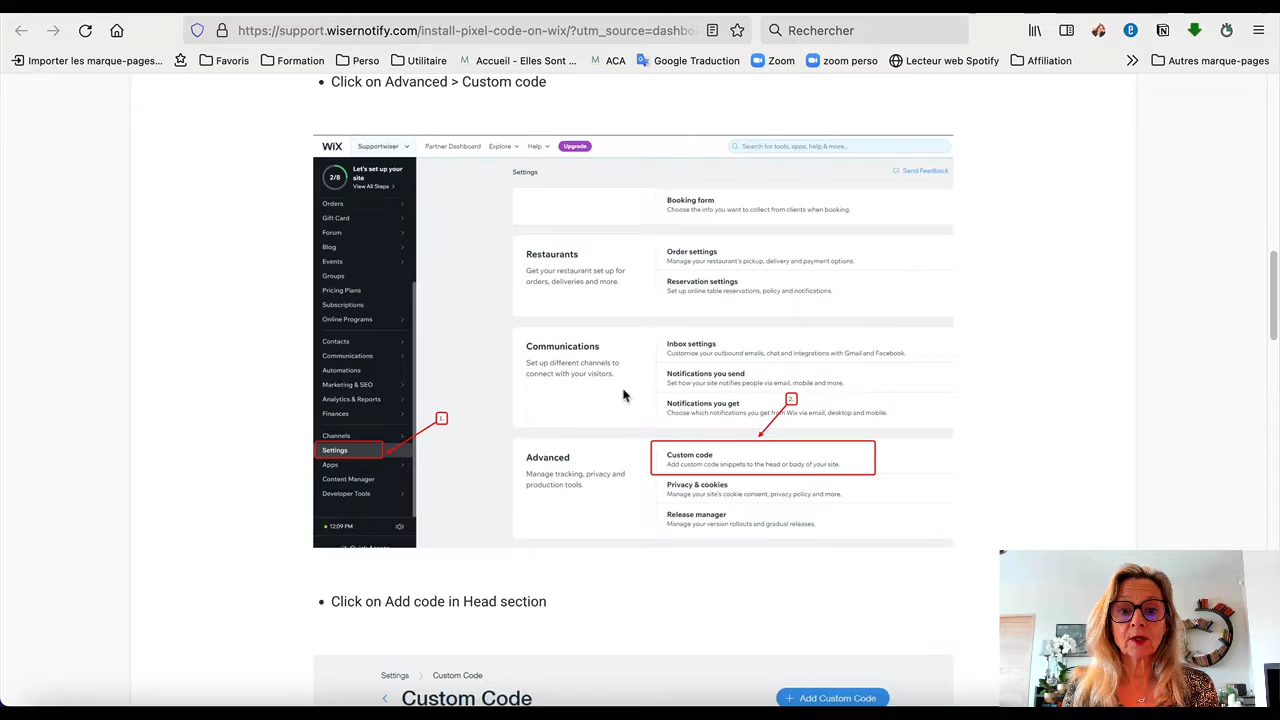 https://support.wisernotify.com/install-pixel-code-on-wix/?utm_source=dashbo
Rechercher
Importer les marque-pages...
Favoris
Formation
Perso
Utilitaire
Accueil - Elles Sont ...
ACA
Google Traduction
Zoom
zoom perso
Lecteur web Spotify
Affiliation
Autres marque-pages
• Click on Advanced > Custom code
WiX
Supportwiser
Partner Dashboard
Explore
Help
Upgrade
Search for tools, apps, help & more...
2/8
Let's set up your
site
View All Steps >
Orders
Gift Card
Forum
Blog
Events
Groups
Pricing Plans
Subscriptions
Online Programs
Contacts
Communications
Automations
Marketing & SEO
Analytics & Reports
Finances
Channels
Settings
Apps
Content Manager
Developer Tools
12:09 PM
Quick Access
1.
Settings
Send Feedback
Booking form
Choose the info you want to collect from clients when booking.
Restaurants
Get your restaurant set up for
orders, deliveries and more.
Order settings
Manage your restaurant's pickup, delivery and payment options.
Reservation settings
Set up online table reservations, policy and notifications.
Communications
Set up different channels to
connect with your visitors.
Inbox settings
Customize your outbound emails, chat and integrations with Gmail and Facebook.
Notifications you send
Set how your site notifies people via email, mobile and more.
Notifications you get
Choose which notifications you get from Wix via email, desktop and mobile.
2.
Advanced
Manage tracking, privacy and
production tools.
Custom code
Add custom code snippets to the head or body of your site.
Privacy & cookies
Manage your site's cookie consent, privacy policy and more.
Release manager
Manage your version rollouts and gradual releases.
• Click on Add code in Head section
Settings > Custom Code
Custom Code
+ Add Custom Code